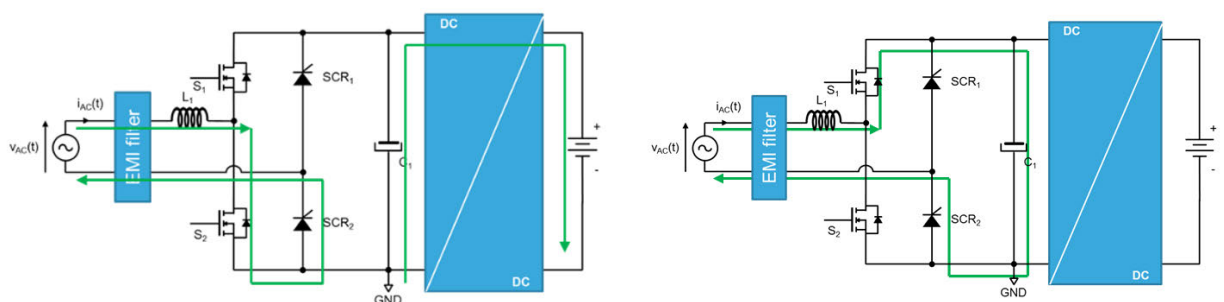 DC
S₁
SCR₁
L₁
iAC(t)
EMI filter
vAC(t)
+
C₁
-
SCR₂
S₂
DC
GND
DC
S₁
SCR₁
L₁
iAC(t)
EMI filter
vAC(t)
+
C₁
-
SCR₂
S₂
DC
GND